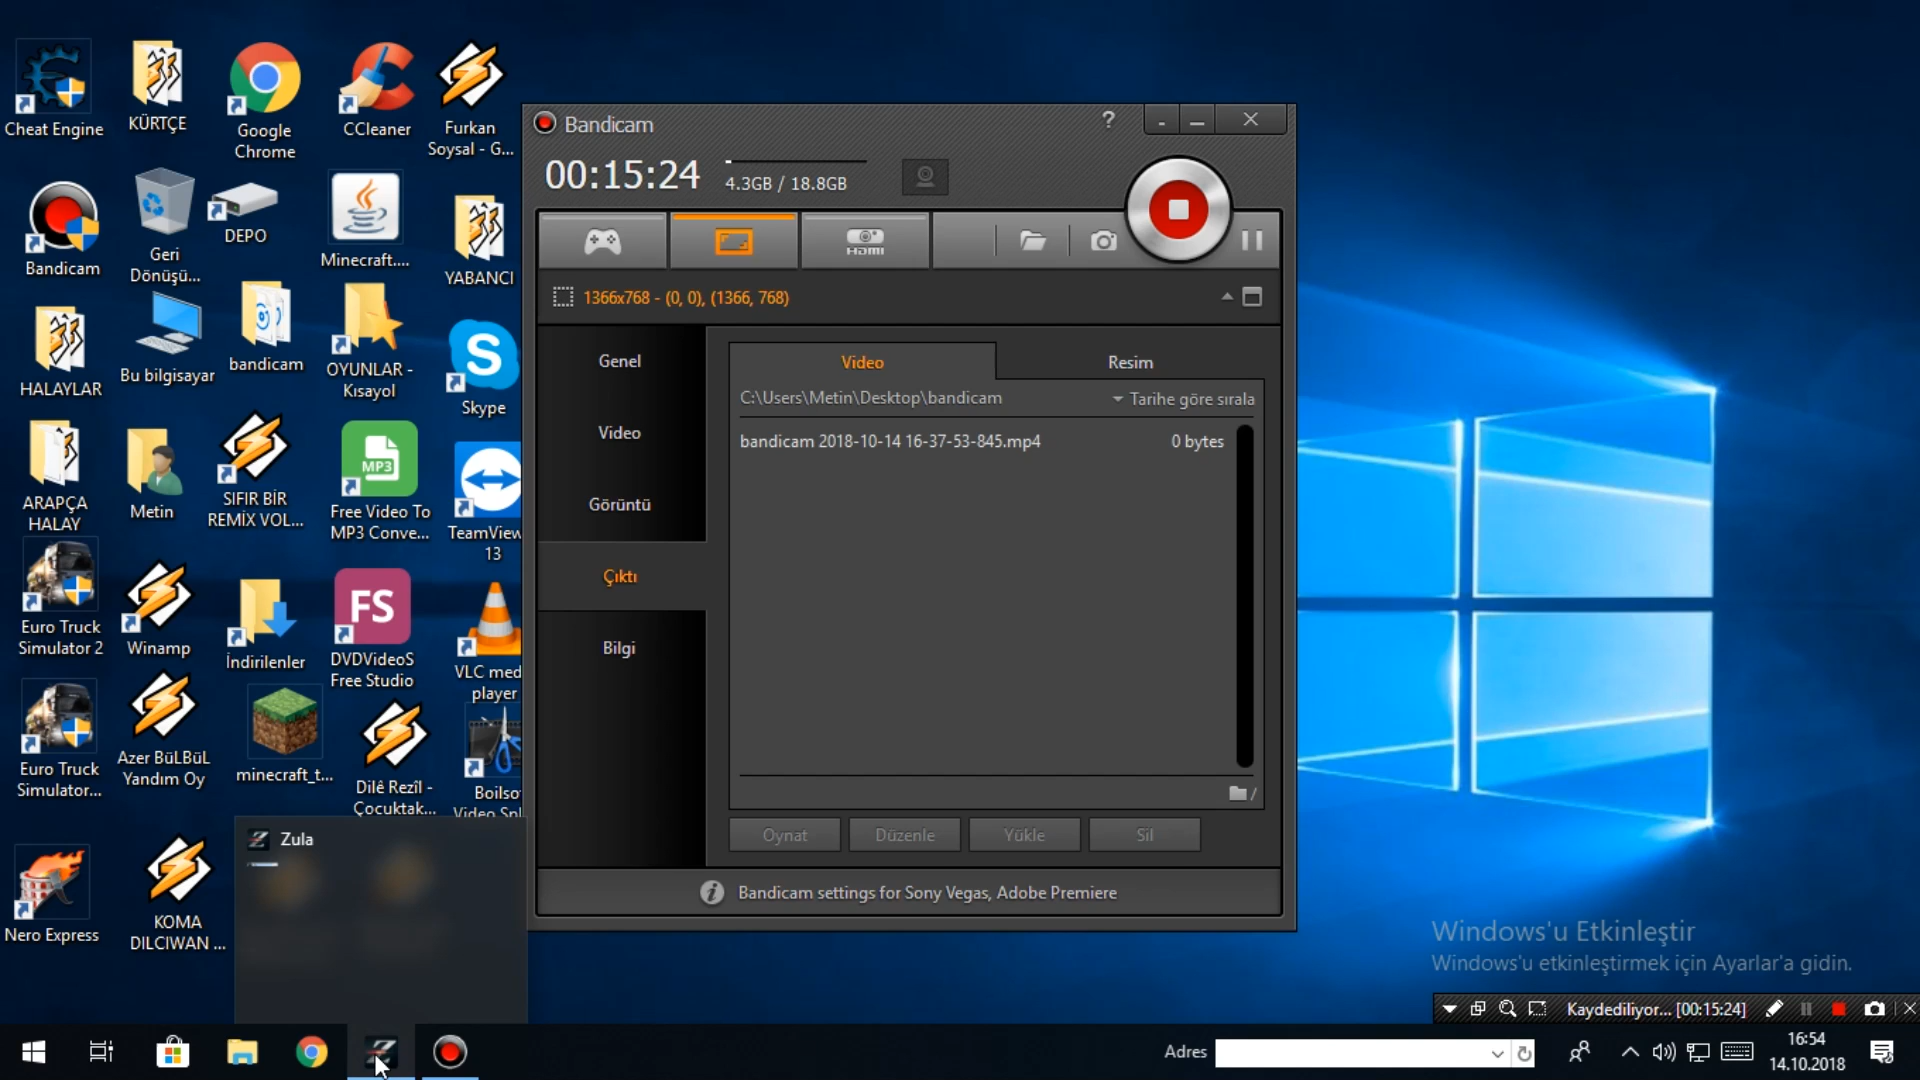 Cheat Engine
KÜRTÇE
Google
Chrome
CCleaner
Furkan
Soysal - G...
Bandicam
Geri
Dönüşü...
DEPO
Minecraft....
YABANCI
HALAYLAR
Bu bilgisayar
bandicam
OYUNLAR -
Kısayol
Skype
ARAPÇA
HALAY
Metin
SIFIR BİR
REMİX VOL...
MP3
Free Video To
MP3 Conve...
TeamView
13
Euro Truck
Simulator 2
Winamp
İndirilenler
FS
DVDVideoS
Free Studio
VLC med
player
Euro Truck
Simulator...
Azer BüLBüL
Yandım Oy
minecraft_t...
Dilê Rezîl -
Çocuktak...
Boilso
Video Spl
Nero Express
KOMA
DILCIWAN ...
Zula
Bandicam
?
00:15:24
4.3GB / 18.8GB
HDMI
1366x768 - (0, 0), (1366, 768)
Genel
Video
Görüntü
Çıktı
Bilgi
Video
Resim
C:\Users\Metin\Desktop\bandicam
Tarihe göre sırala
bandicam 2018-10-14 16-37-53-845.mp4
0 bytes
/
Oynat
Düzenle
Yükle
Sil
Bandicam settings for Sony Vegas, Adobe Premiere
Windows'u Etkinleştir
Windows'u etkinleştirmek için Ayarlar'a gidin.
Kaydediliyor... [00:15:24]
Adres
16:54
14.10.2018